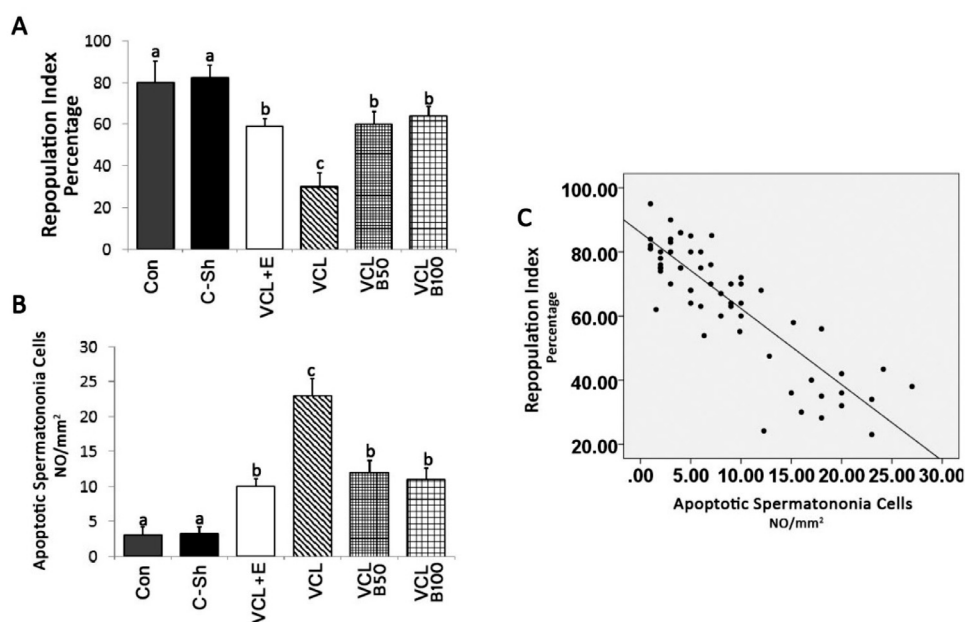 A
Repopulation Index
Percentage
100
80
60
40
20
0
a
a
b
c
b
b
Con
C-Sh
VCL+E
VCL
VCL
B50
VCL
B100
B
Apoptotic Spermatononia Cells
NO/mm²
30
25
20
15
10
5
0
a
a
b
c
b
b
Con
C-Sh
VCL+E
VCL
VCL
B50
VCL
B100
C
Repopulation Index
Percentage
100.00
80.00
60.00
40.00
20.00
.00 5.00 10.00 15.00 20.00 25.00 30.00
Apoptotic Spermatononia Cells
NO/mm²